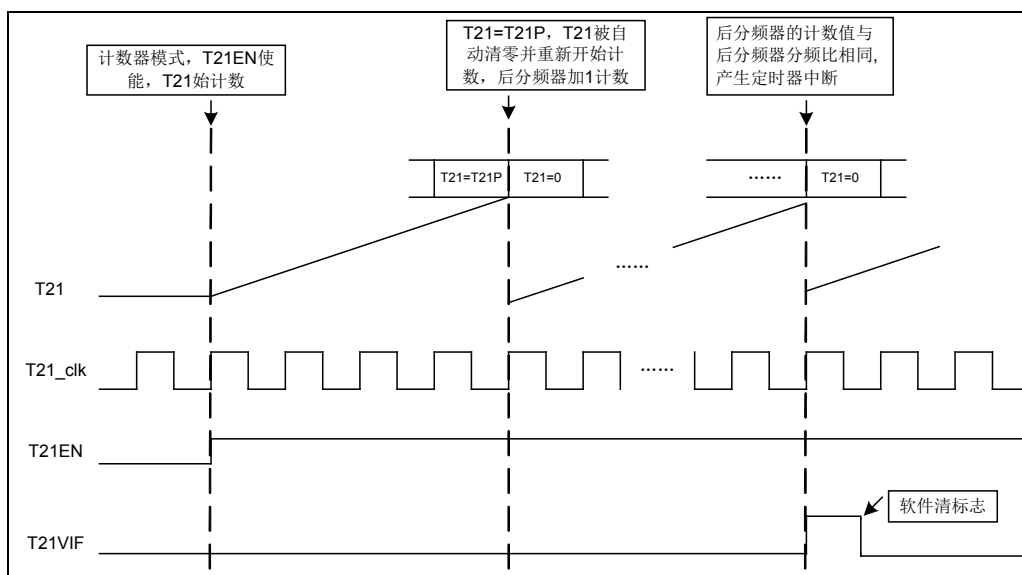 计数器模式，T21EN使
能，T21始计数
T21=T21P，T21被自
动清零并重新开始计
数，后分频器加1计数
后分频器的计数值与
后分频器分频比相同,
产生定时器中断
T21=T21P
T21=0
……
T21=0
……
T21
T21_clk
……
T21EN
软件清标志
T21VIF